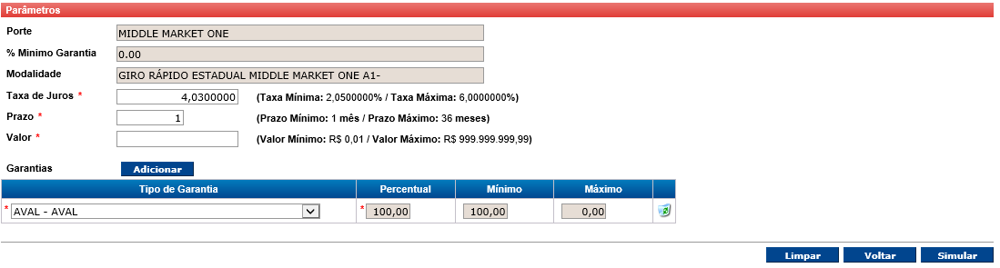 Parâmetros
Porte MIDDLE MARKET ONE
% Minimo Garantia 0.00
Modalidade GIRO RÁPIDO ESTADUAL MIDDLE MARKET ONE A1-
Taxa de Juros * 4,0300000 (Taxa Mínima: 2,0500000% / Taxa Máxima: 6,0000000%)
Prazo * 1 (Prazo Mínimo: 1 mês / Prazo Máximo: 36 meses)
Valor * (Valor Mínimo: R$ 0,01 / Valor Máximo: R$ 999.999.999,99)
Garantias Adicionar
Tipo de Garantia Percentual Mínimo Máximo
* AVAL - AVAL * 100,00 100,00 0,00
Limpar Voltar Simular